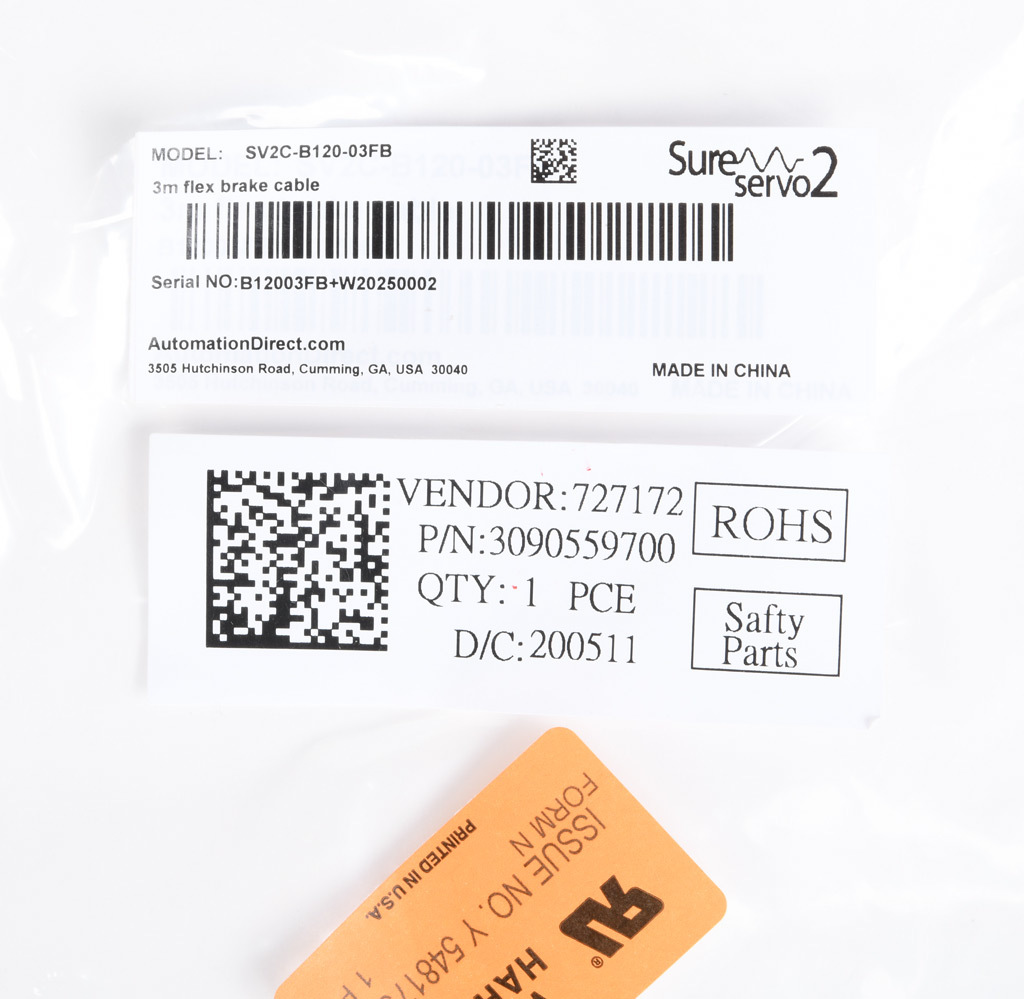 MODEL: SV2C-B120-03FB
3m flex brake cable
Sure servo2
Serial NO:B12003FB+W20250002
AutomationDirect.com
3505 Hutchinson Road, Cumming, GA, USA 30040
MADE IN CHINA
VENDOR:727172
P/N:3090559700
QTY: 1 PCE
D/C:200511
ROHS
Safty
Parts
FORM N
ISSUE NO. Y
PRINTED IN U.S.A.
UR®